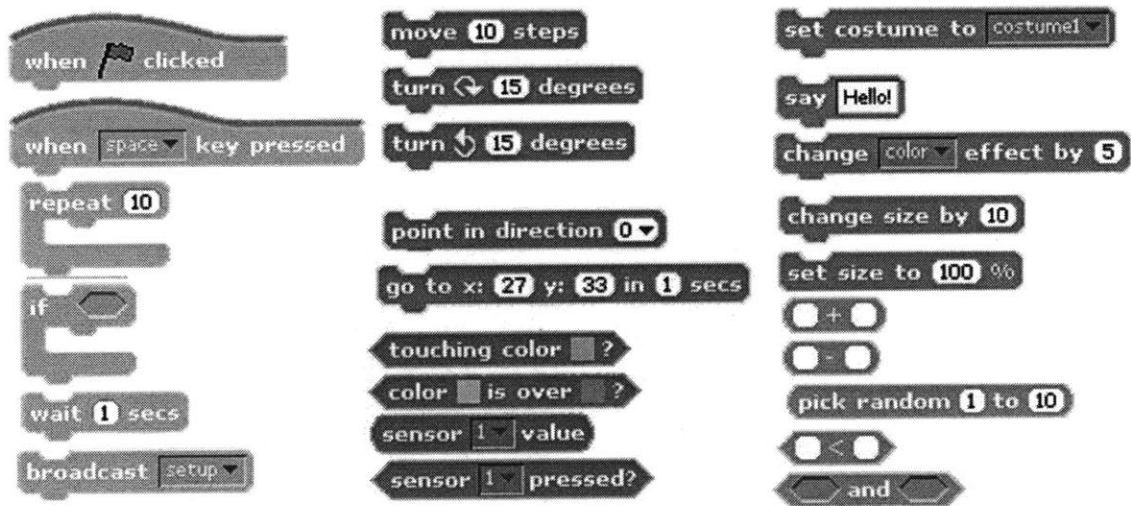 when clicked
when space key pressed
repeat 10
if
wait 1 secs
broadcast setup
move 10 steps
turn 15 degrees
turn 15 degrees
point in direction 0
go to x: 27 y: 33 in 1 secs
touching color ?
color is over ?
sensor 1 value
sensor 1 pressed?
set costume to costume1
say Hello!
change color effect by 5
change size by 10
set size to 100 %
+
-
pick random 1 to 10
<
and